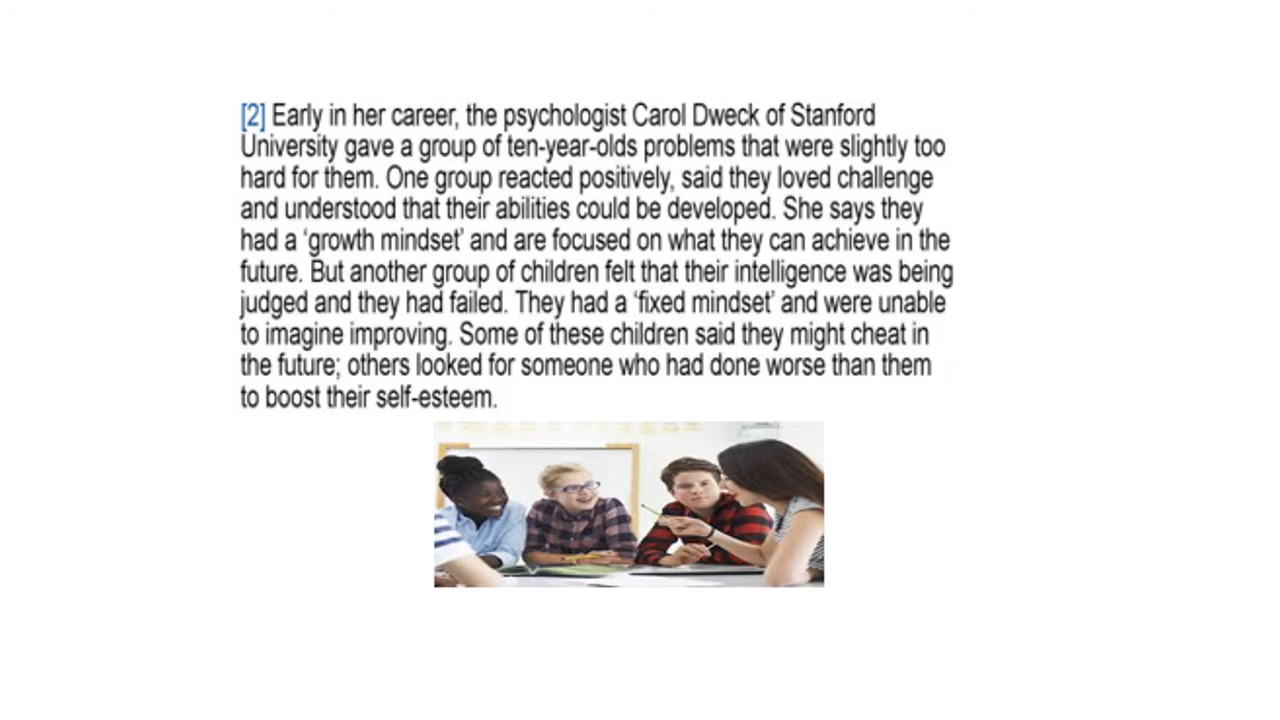 [2] Early in her career, the psychologist Carol Dweck of Stanford
University gave a group of ten-year-olds problems that were slightly too
hard for them. One group reacted positively, said they loved challenge
and understood that their abilities could be developed. She says they
had a ‘growth mindset’ and are focused on what they can achieve in the
future. But another group of children felt that their intelligence was being
judged and they had failed. They had a ‘fixed mindset’ and were unable
to imagine improving. Some of these children said they might cheat in
the future; others looked for someone who had done worse than them
to boost their self-esteem.